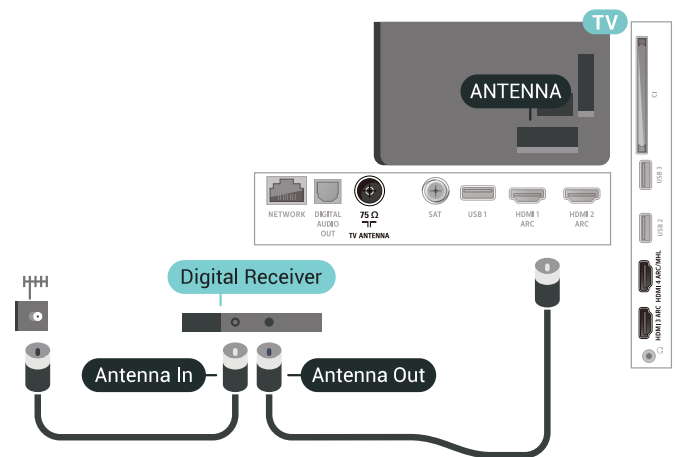 TV
ANTENNA
CI
NETWORK
DIGITAL
AUDIO
OUT
75 Ω
TV ANTENNA
SAT
USB 1
HDMI 1
ARC
HDMI 2
ARC
USB 3
USB 2
HDMI 4 ARC/MHL
HDMI 3 ARC
Digital Receiver
Antenna In
Antenna Out